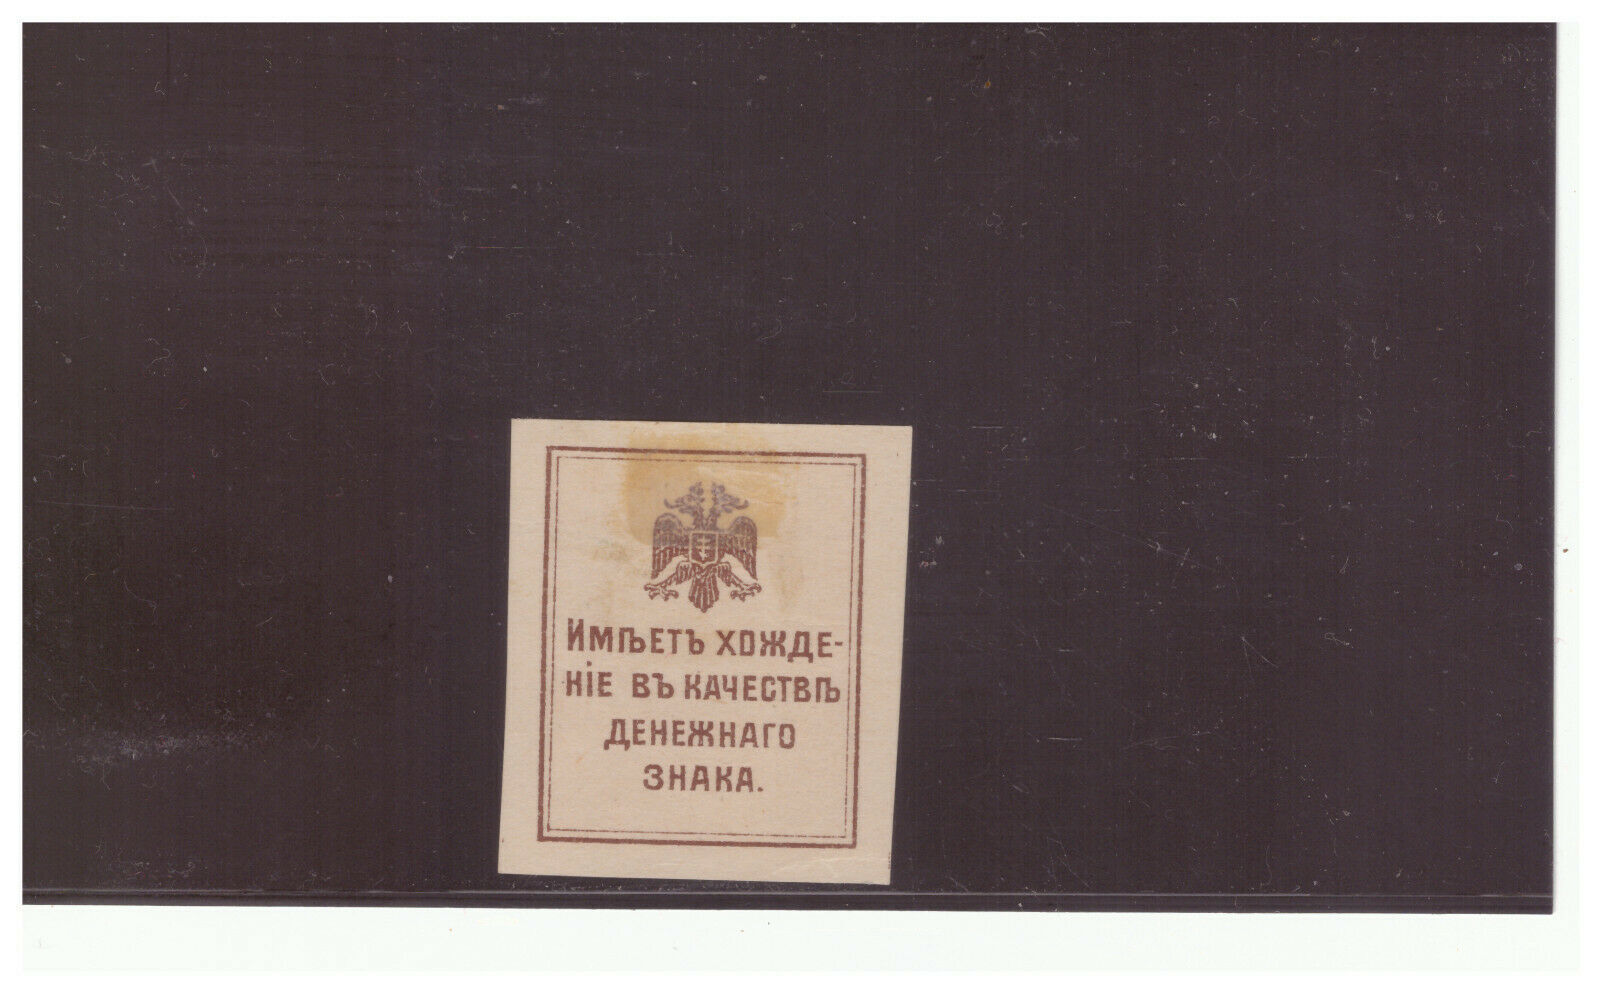 Имѣетъ хожде-
ніе въ качествѣ
денежнаго
знака.